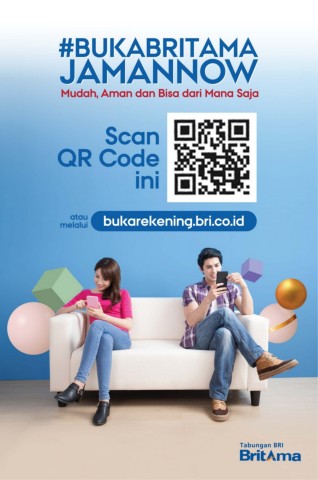 #BUKABRITAMA
JAMANNOW
Mudah, Aman dan Bisa dari Mana Saja
Scan
QR Code
ini
atau
melalui
bukarekening.bri.co.id
Tabungan BRI
BritAma